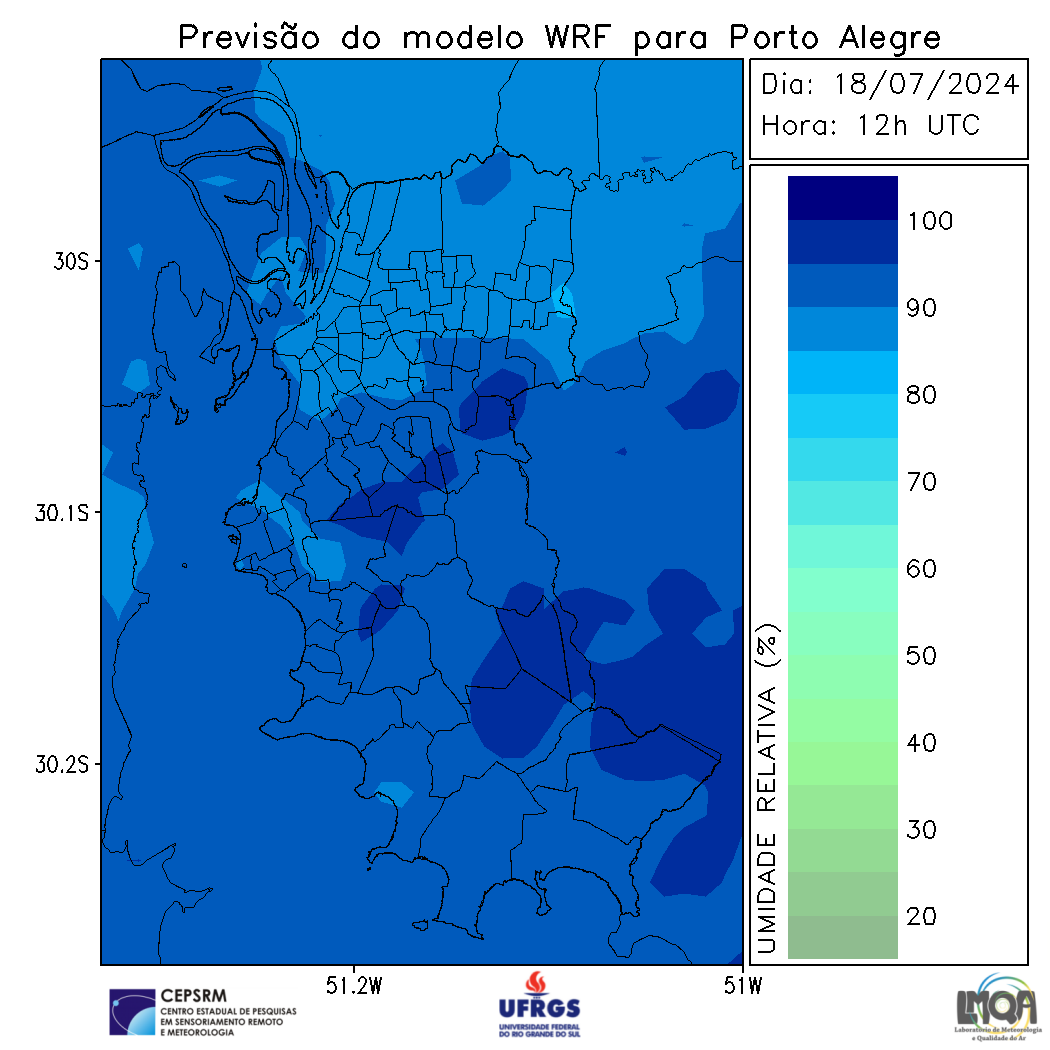 Previsão do modelo WRF para Porto Alegre
Dia: 18/07/2024
Hora: 12h UTC
100
90
80
70
60
50
40
30
20
UMIDADE RELATIVA (%)
30S
30.1S
30.2S
51.2W
51W
CEPSRM
CENTRO ESTADUAL DE PESQUISAS
EM SENSORIAMENTO REMOTO
E METEOROLOGIA
UFRGS
UNIVERSIDADE FEDERAL
DO RIO GRANDE DO SUL
LMQA
Laboratório de Meteorologia
e Qualidade do Ar